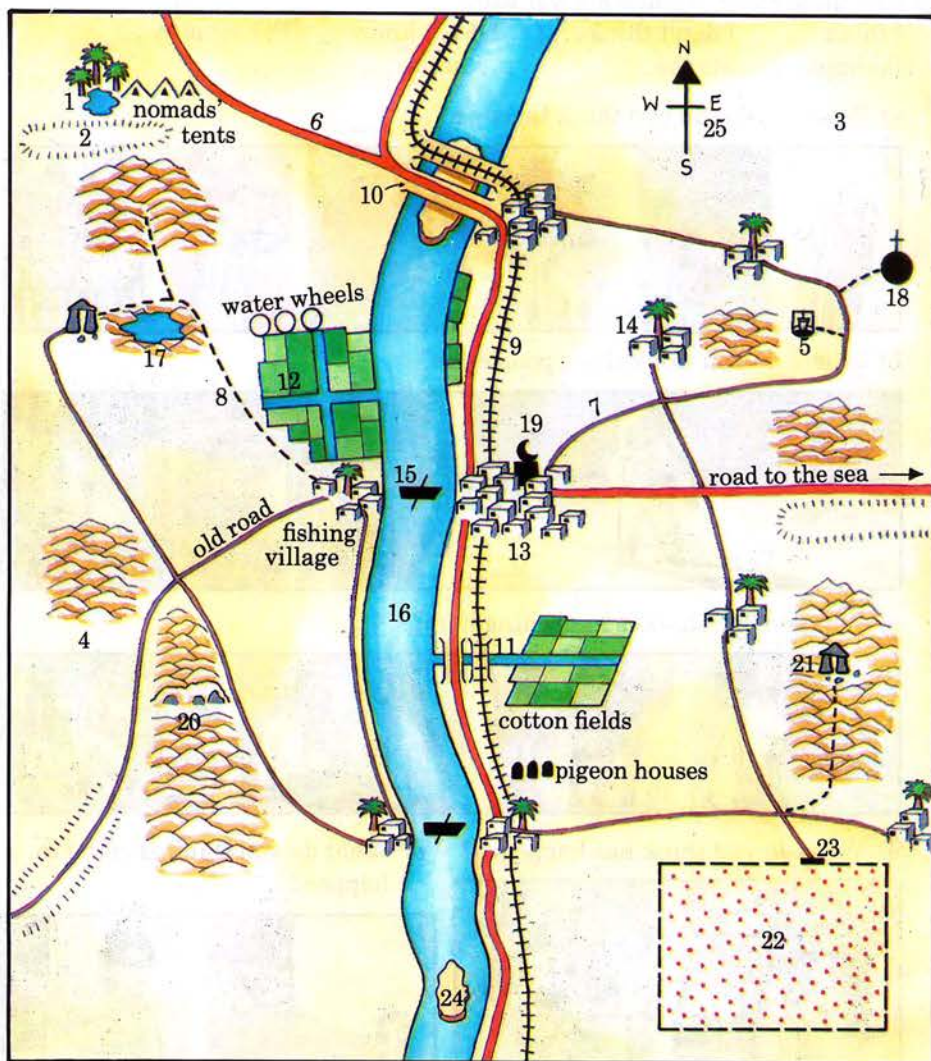 N
W E
25
S
3
1
nomads'
tents
2
6
10
18
water wheels
17
14
5
9
12
8
7
19
15
road to the sea
old road
fishing
village
13
16
4
11
21
cotton fields
20
pigeon houses
23
22
24